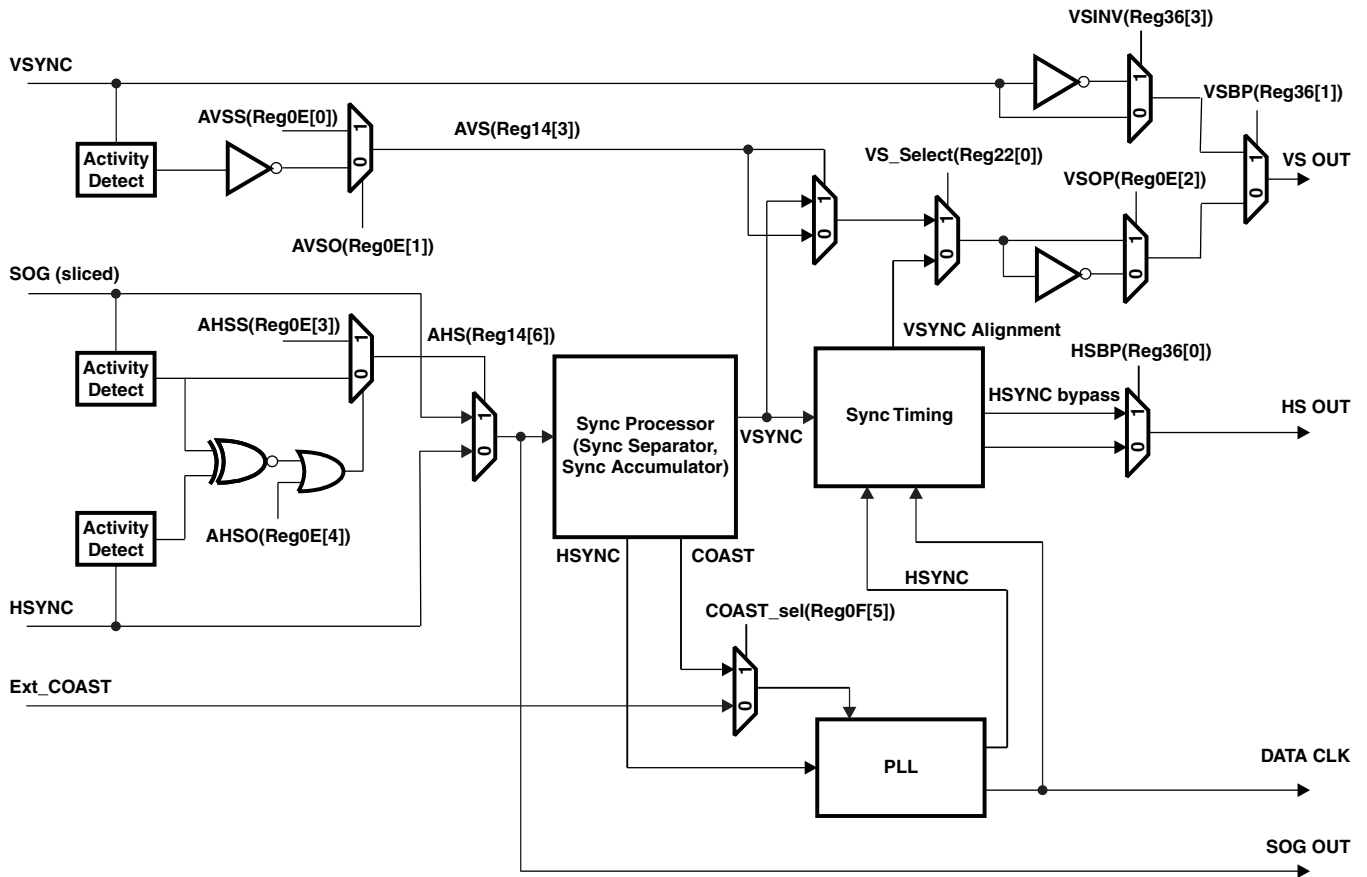 VSINV(Reg36[3])
VSYNC
1
0
VSBP(Reg36[1])
AVSS(Reg0E[0])
1
0
AVS(Reg14[3])
Activity
Detect
AVSO(Reg0E[1])
VS_Select(Reg22[0])
1
0
VS OUT
VSOP(Reg0E[2])
1
0
1
0
1
0
SOG (sliced)
VSYNC Alignment
AHSS(Reg0E[3])
1
0
AHS(Reg14[6])
Activity
Detect
HSBP(Reg36[0])
HSYNC bypass
1
0
HS OUT
1
0
Sync Processor
(Sync Separator,
Sync Accumulator)
VSYNC
Sync Timing
Activity
Detect
AHSO(Reg0E[4])
HSYNC
COAST
HSYNC
HSYNC
COAST_sel(Reg0F[5])
1
0
Ext_COAST
PLL
DATA CLK
SOG OUT